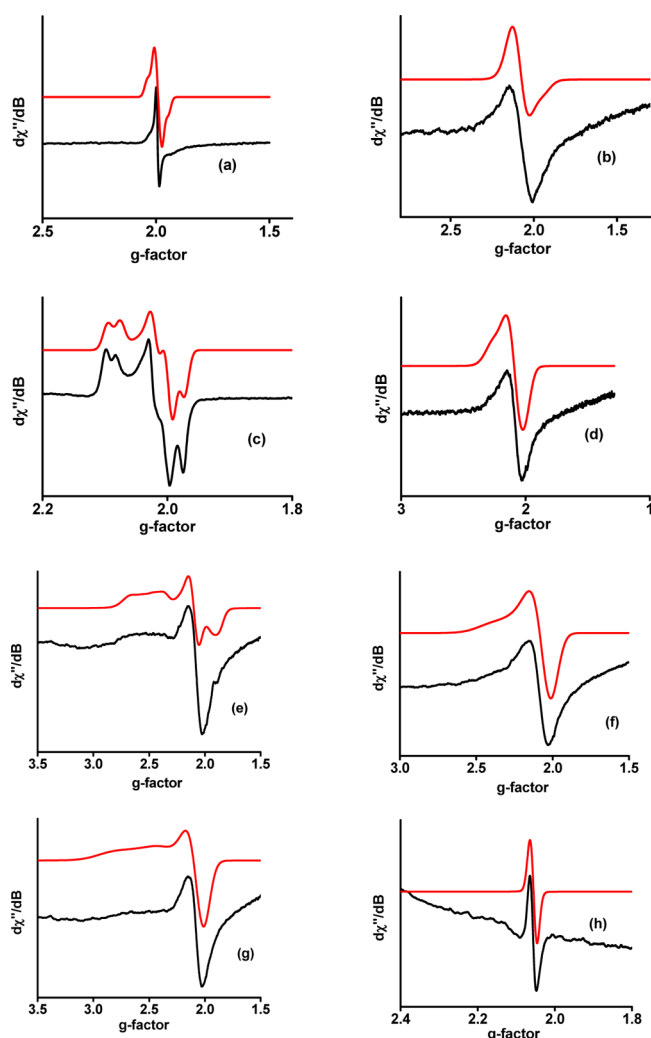 dχ''/dB
(a)
2.5 2.0 1.5
g-factor
dχ''/dB
(b)
2.5 2.0 1.5
g-factor
dχ''/dB
(c)
2.2 2.0 1.8
g-factor
dχ''/dB
(d)
3 2 1
g-factor
dχ''/dB
(e)
3.5 3.0 2.5 2.0 1.5
g-factor
dχ''/dB
(f)
3.0 2.5 2.0 1.5
g-factor
dχ''/dB
(g)
3.5 3.0 2.5 2.0 1.5
g-factor
dχ''/dB
(h)
2.4 2.2 2.0 1.8
g-factor